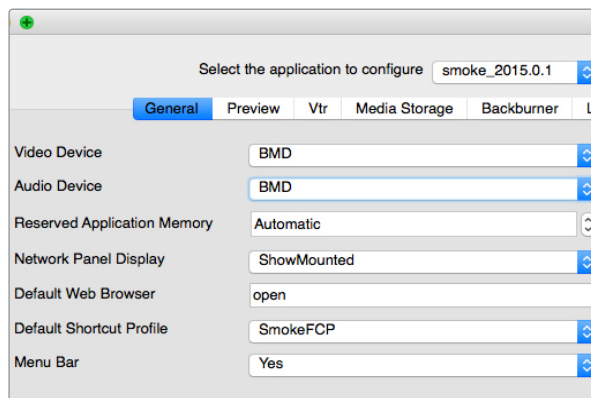 Select the application to configure smoke_2015.0.1
General Preview Vtr Media Storage Backburner L
Video Device BMD
Audio Device BMD
Reserved Application Memory Automatic
Network Panel Display ShowMounted
Default Web Browser open
Default Shortcut Profile SmokeFCP
Menu Bar Yes